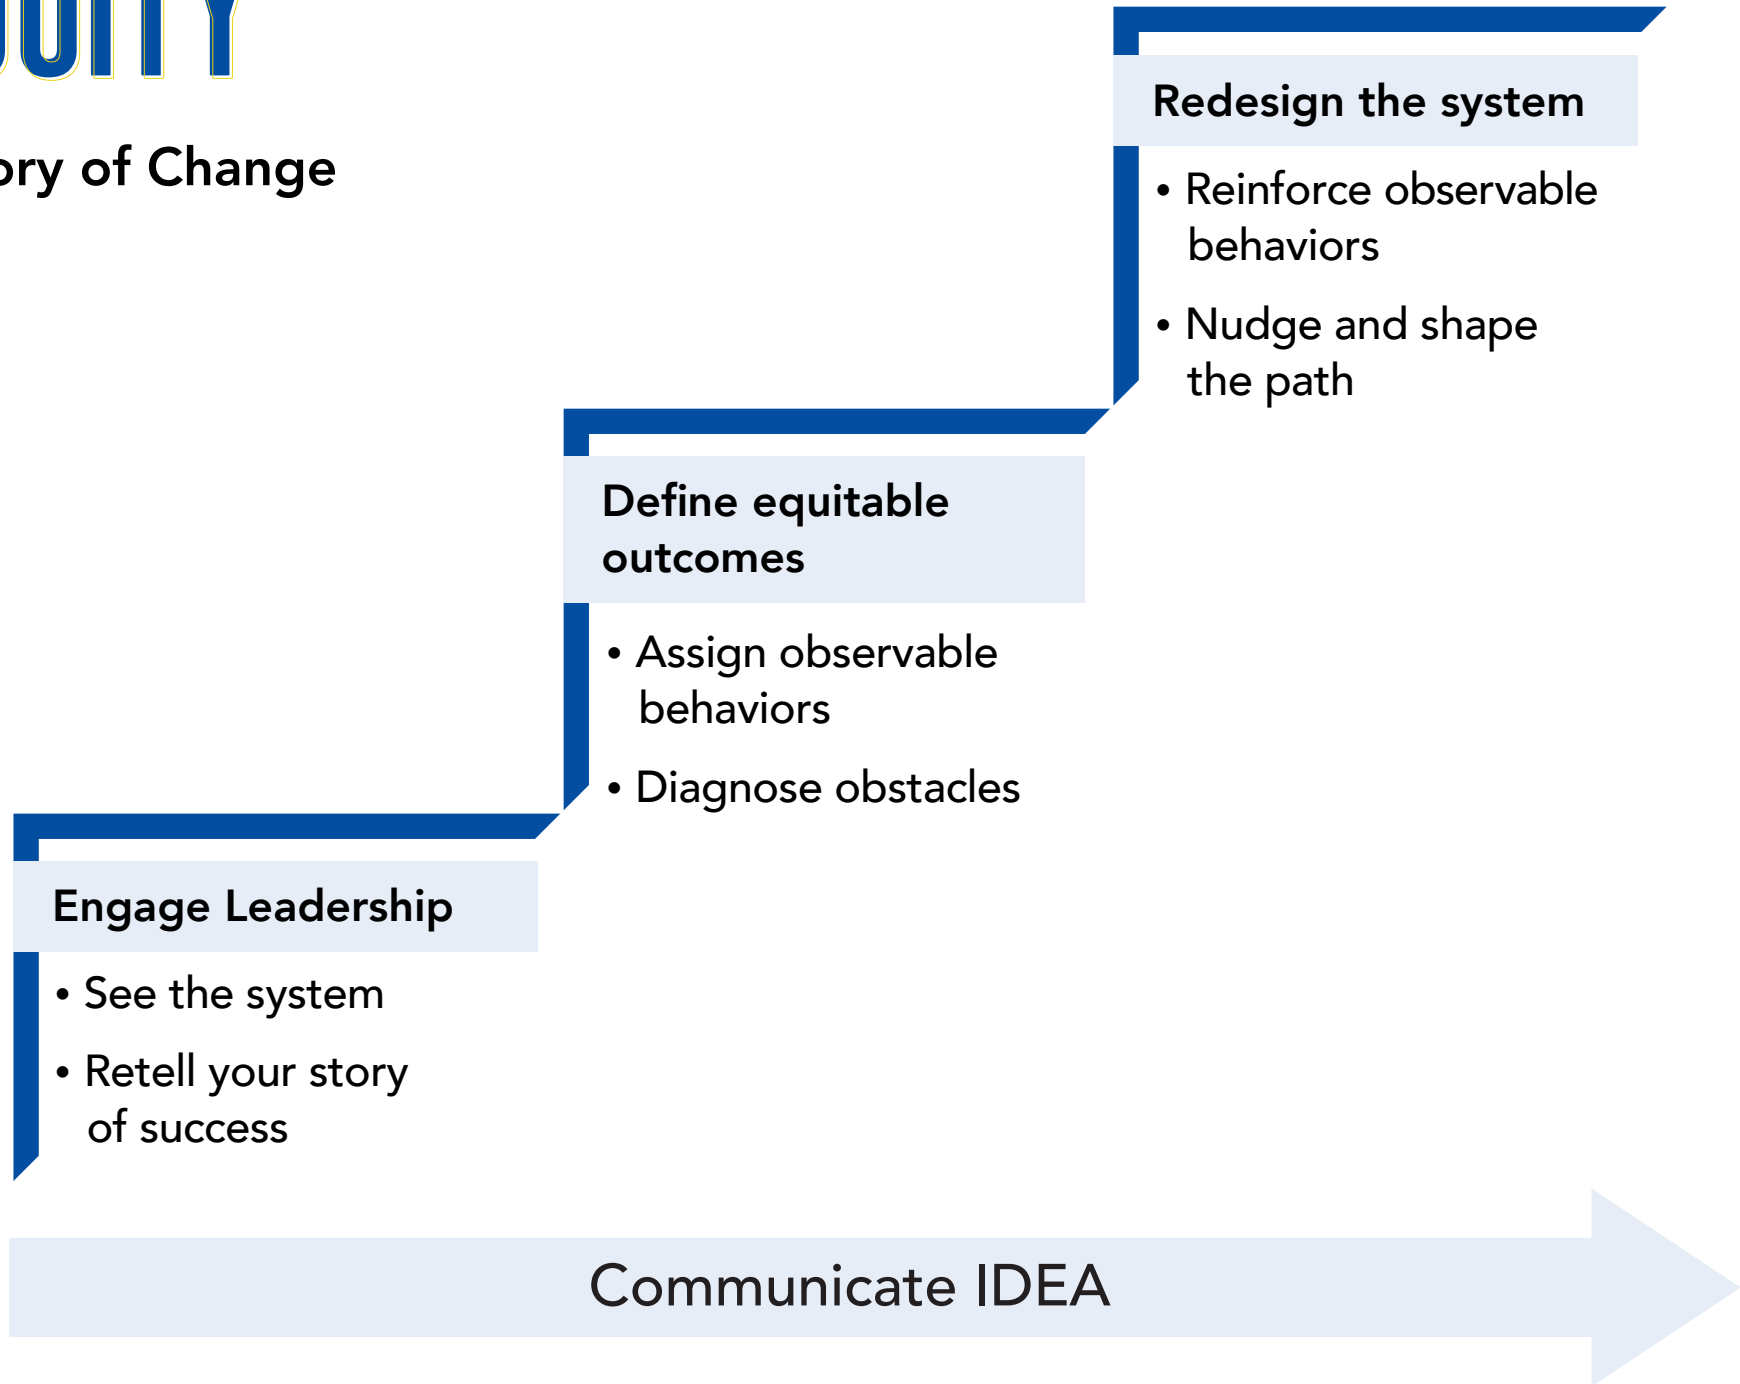 UITY
ory of Change
Redesign the system
• Reinforce observable
behaviors
• Nudge and shape
the path
Define equitable
outcomes
• Assign observable
behaviors
• Diagnose obstacles
Engage Leadership
• See the system
• Retell your story
of success
Communicate IDEA